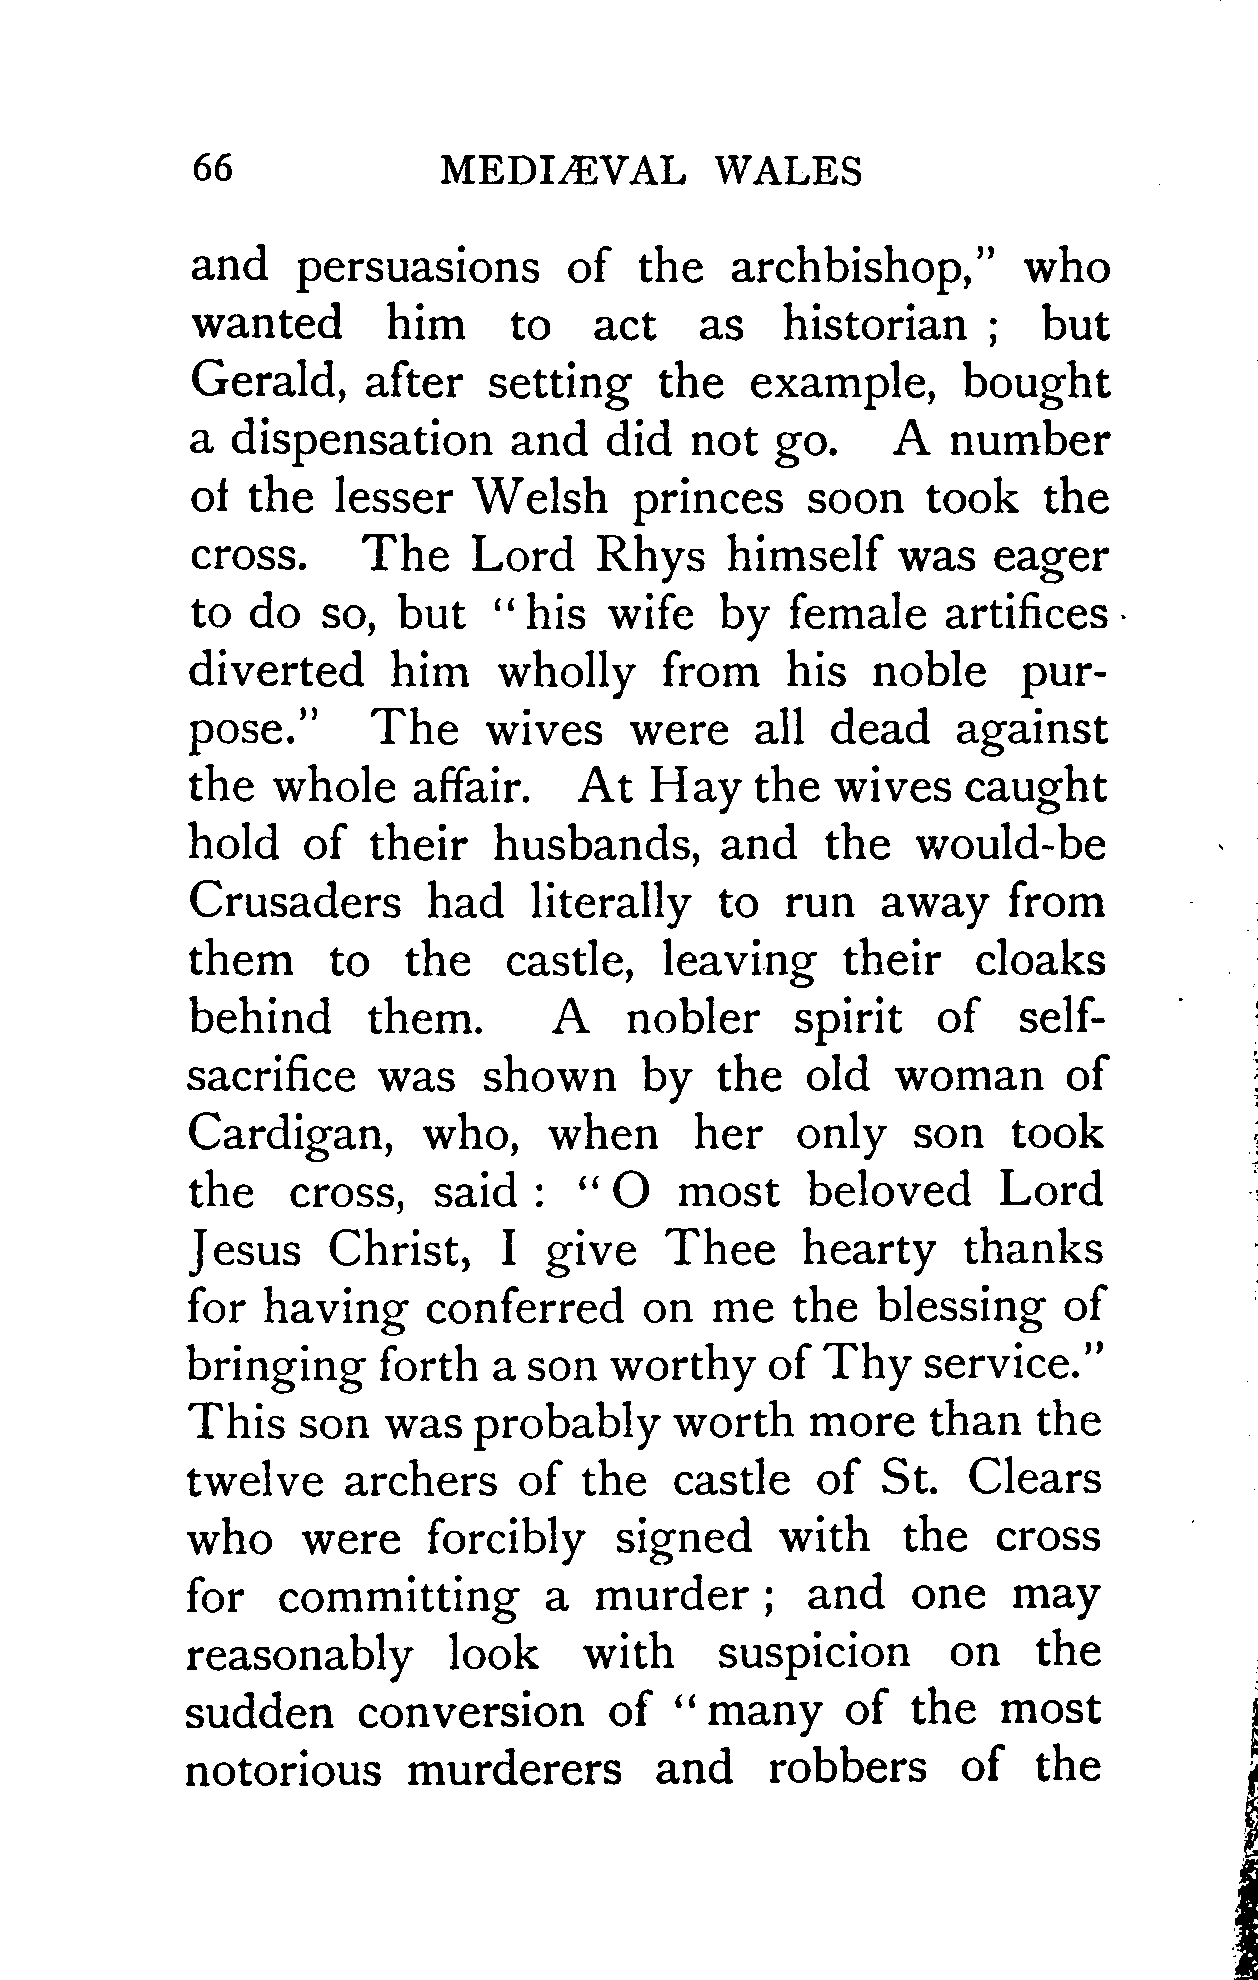 66 MEDIÆVAL WALES
and persuasions of the archbishop," who
wanted him to act as historian ; but
Gerald, after setting the example, bought
a dispensation and did not go. A number
of the lesser Welsh princes soon took the
cross. The Lord Rhys himself was eager
to do so, but " his wife by female artifices
diverted him wholly from his noble pur-
pose." The wives were all dead against
the whole affair. At Hay the wives caught
hold of their husbands, and the would-be
Crusaders had literally to run away from
them to the castle, leaving their cloaks
behind them. A nobler spirit of self-
sacrifice was shown by the old woman of
Cardigan, who, when her only son took
the cross, said : " O most beloved Lord
Jesus Christ, I give Thee hearty thanks
for having conferred on me the blessing of
bringing forth a son worthy of Thy service."
This son was probably worth more than the
twelve archers of the castle of St. Clears
who were forcibly signed with the cross
for committing a murder ; and one may
reasonably look with suspicion on the
sudden conversion of " many of the most
notorious murderers and robbers of the